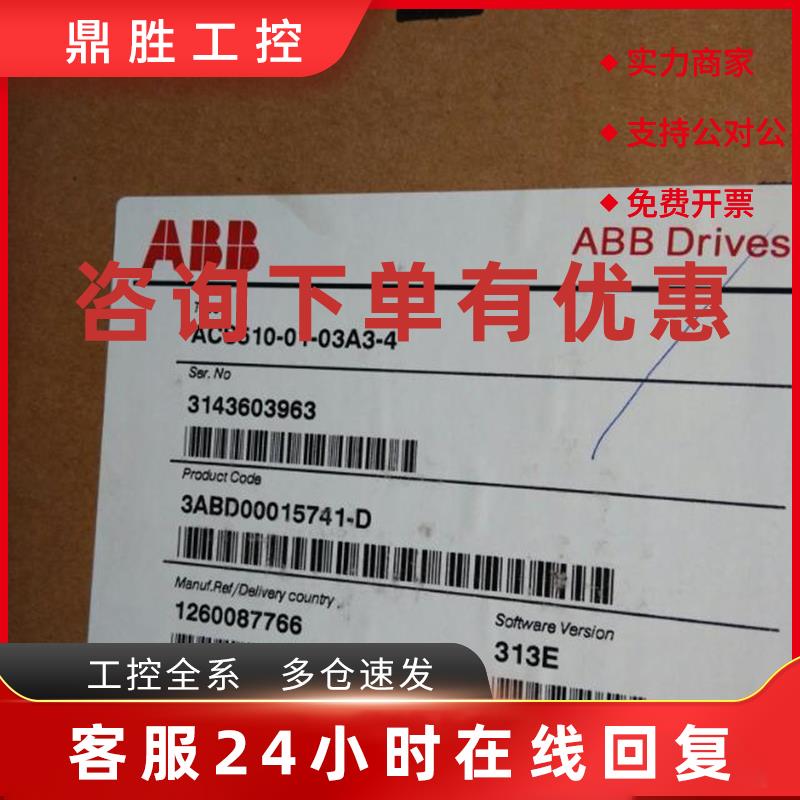 鼎胜工控
实力商家
支持公对公
免费开票
ABB
ABB Drives
咨询下单有优惠
Ser. No
3143603963
Product Code
3ABD00015741-D
Manuf.Ref/Delivery country
1260087766
Software Version
313E
工控全系 多仓速发
客服24小时在线回复